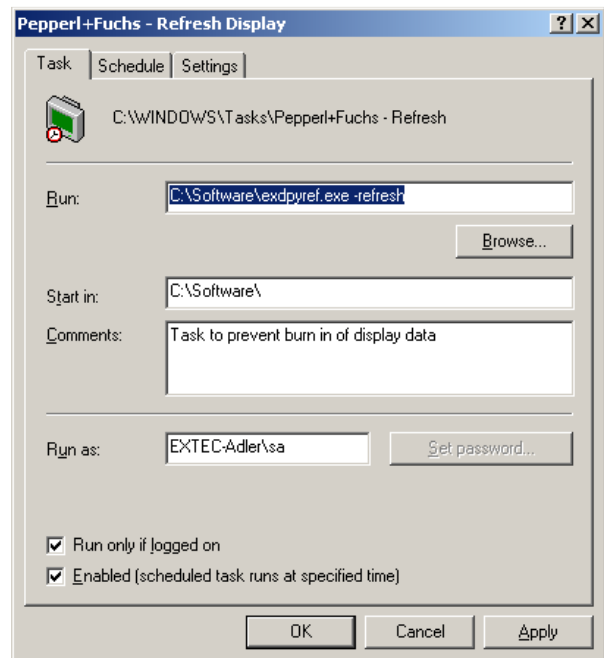 Pepperl+Fuchs - Refresh Display
Task Schedule Settings
C:\WINDOWS\Tasks\Pepperl+Fuchs - Refresh
Run: C:\Software\exdpyref.exe -refresh
Browse...
Start in: C:\Software\
Comments: Task to prevent burn in of display data
Run as: EXTEC-Adler\sa Set password...
Run only if logged on
Enabled (scheduled task runs at specified time)
OK Cancel Apply